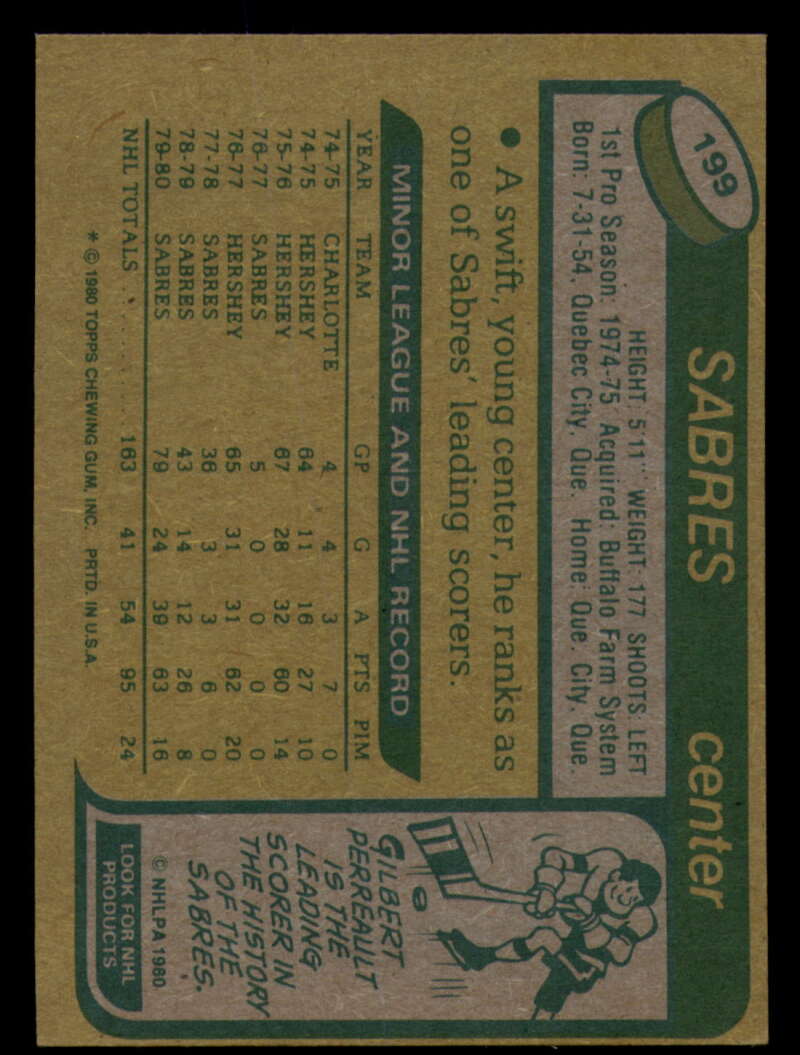 199
SABRES center
HEIGHT: 5'11" WEIGHT: 177 SHOOTS: LEFT
1st Pro Season: 1974-75 Acquired: Buffalo Farm System
Born: 7-31-54, Quebec City, Que. Home: Que. City, Que.
● A swift, young center, he ranks as
one of Sabres' leading scorers.
MINOR LEAGUE AND NHL RECORD
YEAR TEAM GP G A PTS PIM
74-75 CHARLOTTE 4 4 3 7 0
74-75 HERSHEY 64 11 16 27 10
75-76 HERSHEY 67 28 32 60 14
76-77 SABRES 5 0 0 0 0
76-77 HERSHEY 65 31 31 62 20
77-78 SABRES 36 3 3 6 0
78-79 SABRES 43 14 12 26 8
79-80 SABRES 79 24 39 63 16
NHL TOTALS ......... 163 41 54 95 24
* © 1980 TOPPS CHEWING GUM, INC. PRTD. IN U.S.A.
GILBERT
PERREAULT
IS THE
LEADING
SCORER IN
THE HISTORY
OF THE
SABRES.
© NHLPA 1980
LOOK FOR NHL
PRODUCTS